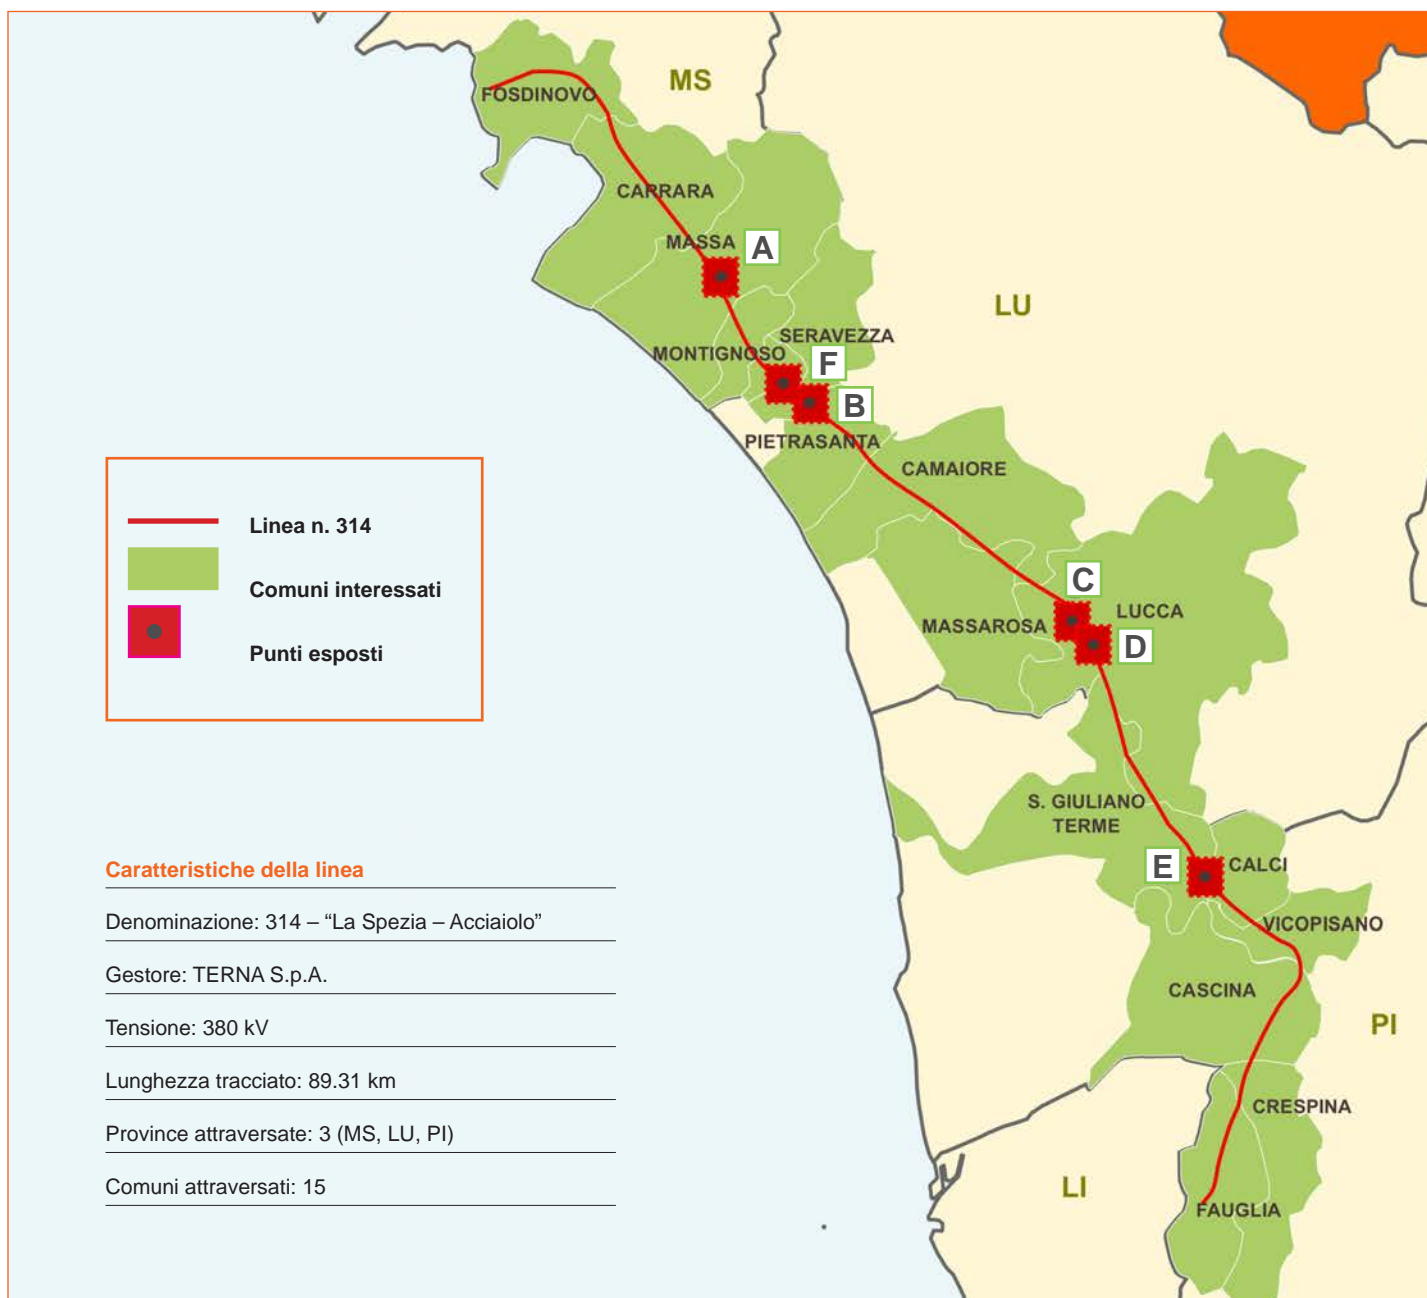 FOSDINOVO
MS
CARRARA
MASSA
A
LU
SERAVEZZA
MONTIGNOSO
F
B
PIETRASANTA
CAMAIORE
Linea n. 314
Comuni interessati
Punti esposti
C
LUCCA
MASSAROSA
D
S. GIULIANO
TERME
E
CALCI
VICOPISANO
CASCINA
PI
CRESPINA
LI
FAUGLIA
Caratteristiche della linea
Denominazione: 314 – “La Spezia – Acciaiolo”
Gestore: TERNA S.p.A.
Tensione: 380 kV
Lunghezza tracciato: 89.31 km
Province attraversate: 3 (MS, LU, PI)
Comuni attraversati: 15